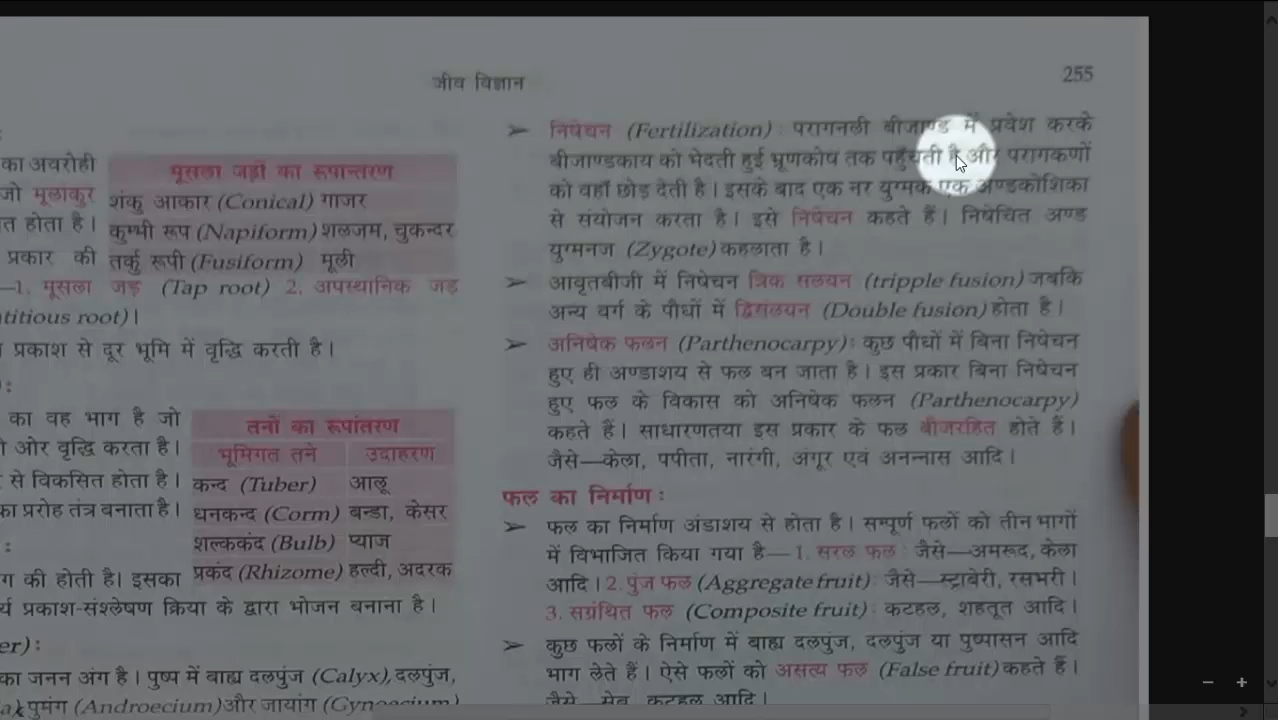 जीव विज्ञान
255
का अवरोही
जो मूलाकुर
त होता है।
प्रकार की
मूसला जड़ों का रूपान्तरण
शंकु आकार (Conical) गाजर
कुम्भी रूप (Napiform) शलजम, चुकन्दर
तर्कु रूपी (Fusiform) मूली
—1. मूसला जड़ (Tap root) 2. अपस्थानिक जड़
titious root)।
प्रकाश से दूर भूमि में वृद्धि करती है।
:
का वह भाग है जो
ओर वृद्धि करता है।
से विकसित होता है।
का प्ररोह तंत्र बनाता है।
:
ग की होती है। इसका
तनों का रूपांतरण
भूमिगत तने उदाहरण
कन्द (Tuber) आलू
धनकन्द (Corm) बन्डा, केसर
शल्ककंद (Bulb) प्याज
प्रकंद (Rhizome) हल्दी, अदरक
र्य प्रकाश-संश्लेषण क्रिया के द्वारा भोजन बनाना है।
er) :
का जनन अंग है। पुष्प में बाह्य दलपुंज (Calyx), दलपुंज,
a), पुमंग (Androecium) और जायांग (Gynoecium)
➢ निषेचन (Fertilization) : परागनली बीजाण्ड में प्रवेश करके
बीजाण्डकाय को भेदती हुई भ्रूणकोष तक पहुँचती है और परागकणों
को वहाँ छोड़ देती है। इसके बाद एक नर युग्मक एक अण्डकोशिका
से संयोजन करता है। इसे निषेचन कहते हैं। निषेचित अण्ड
युग्मनज (Zygote) कहलाता है।
➢ आवृतबीजी में निषेचन त्रिक संलयन (tripple fusion) जबकि
अन्य वर्ग के पौधों में द्विसंलयन (Double fusion) होता है।
➢ अनिषेक फलन (Parthenocarpy) : कुछ पौधों में बिना निषेचन
हुए ही अण्डाशय से फल बन जाता है। इस प्रकार बिना निषेचन
हुए फल के विकास को अनिषेक फलन (Parthenocarpy)
कहते हैं। साधारणतया इस प्रकार के फल बीजरहित होते हैं।
जैसे—केला, पपीता, नारंगी, अंगूर एवं अनन्नास आदि।
फल का निर्माण :
➢ फल का निर्माण अंडाशय से होता है। सम्पूर्ण फलों को तीन भागों
में विभाजित किया गया है— 1. सरल फल : जैसे—अमरूद, केला
आदि। 2. पुंज फल (Aggregate fruit) : जैसे—स्ट्राबेरी, रसभरी।
3. संग्रथित फल (Composite fruit) : कटहल, शहतूत आदि।
➢ कुछ फलों के निर्माण में बाह्य दलपुंज, दलपुंज या पुष्पासन आदि
भाग लेते हैं। ऐसे फलों को असत्य फल (False fruit) कहते हैं।
जैसे—सेब, कटहल आदि।